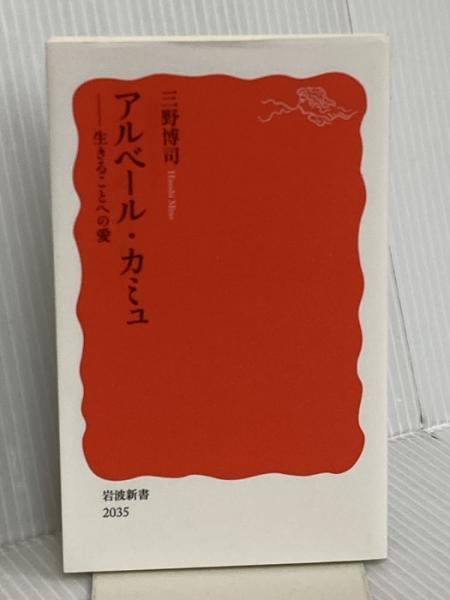 三野博司
Hiroshi Mino
アルベール・カミュ
──生きることへの愛
岩波新書
2035